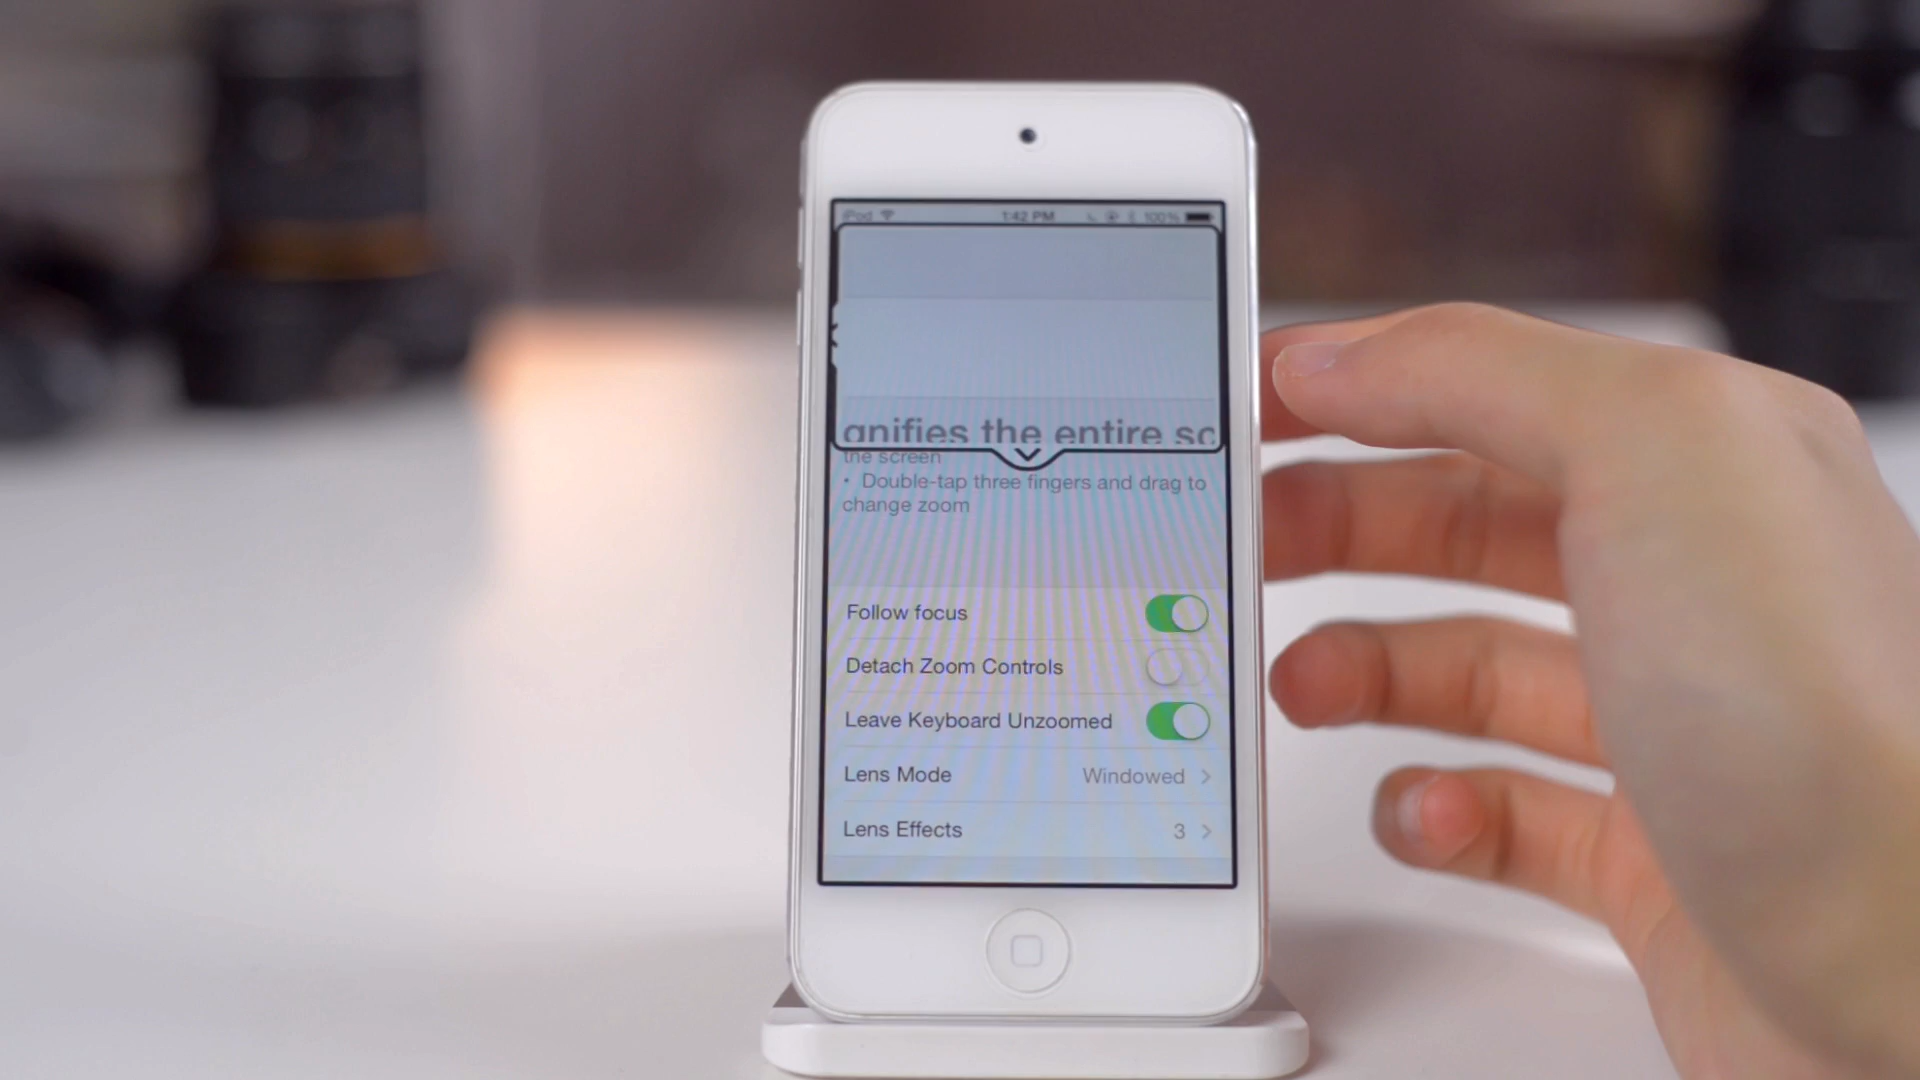 iPod 1:42 PM 100%
gnifies the entire sc
the screen
• Double-tap three fingers and drag to
change zoom
Follow focus
Detach Zoom Controls
Leave Keyboard Unzoomed
Lens Mode Windowed
Lens Effects 3